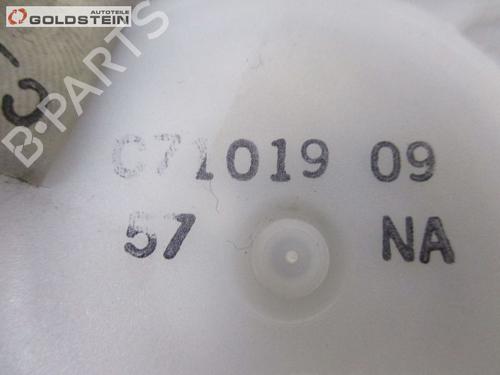 AUTOTEILE
GOLDSTEIN
B-PARTS
C71019 09
57 NA